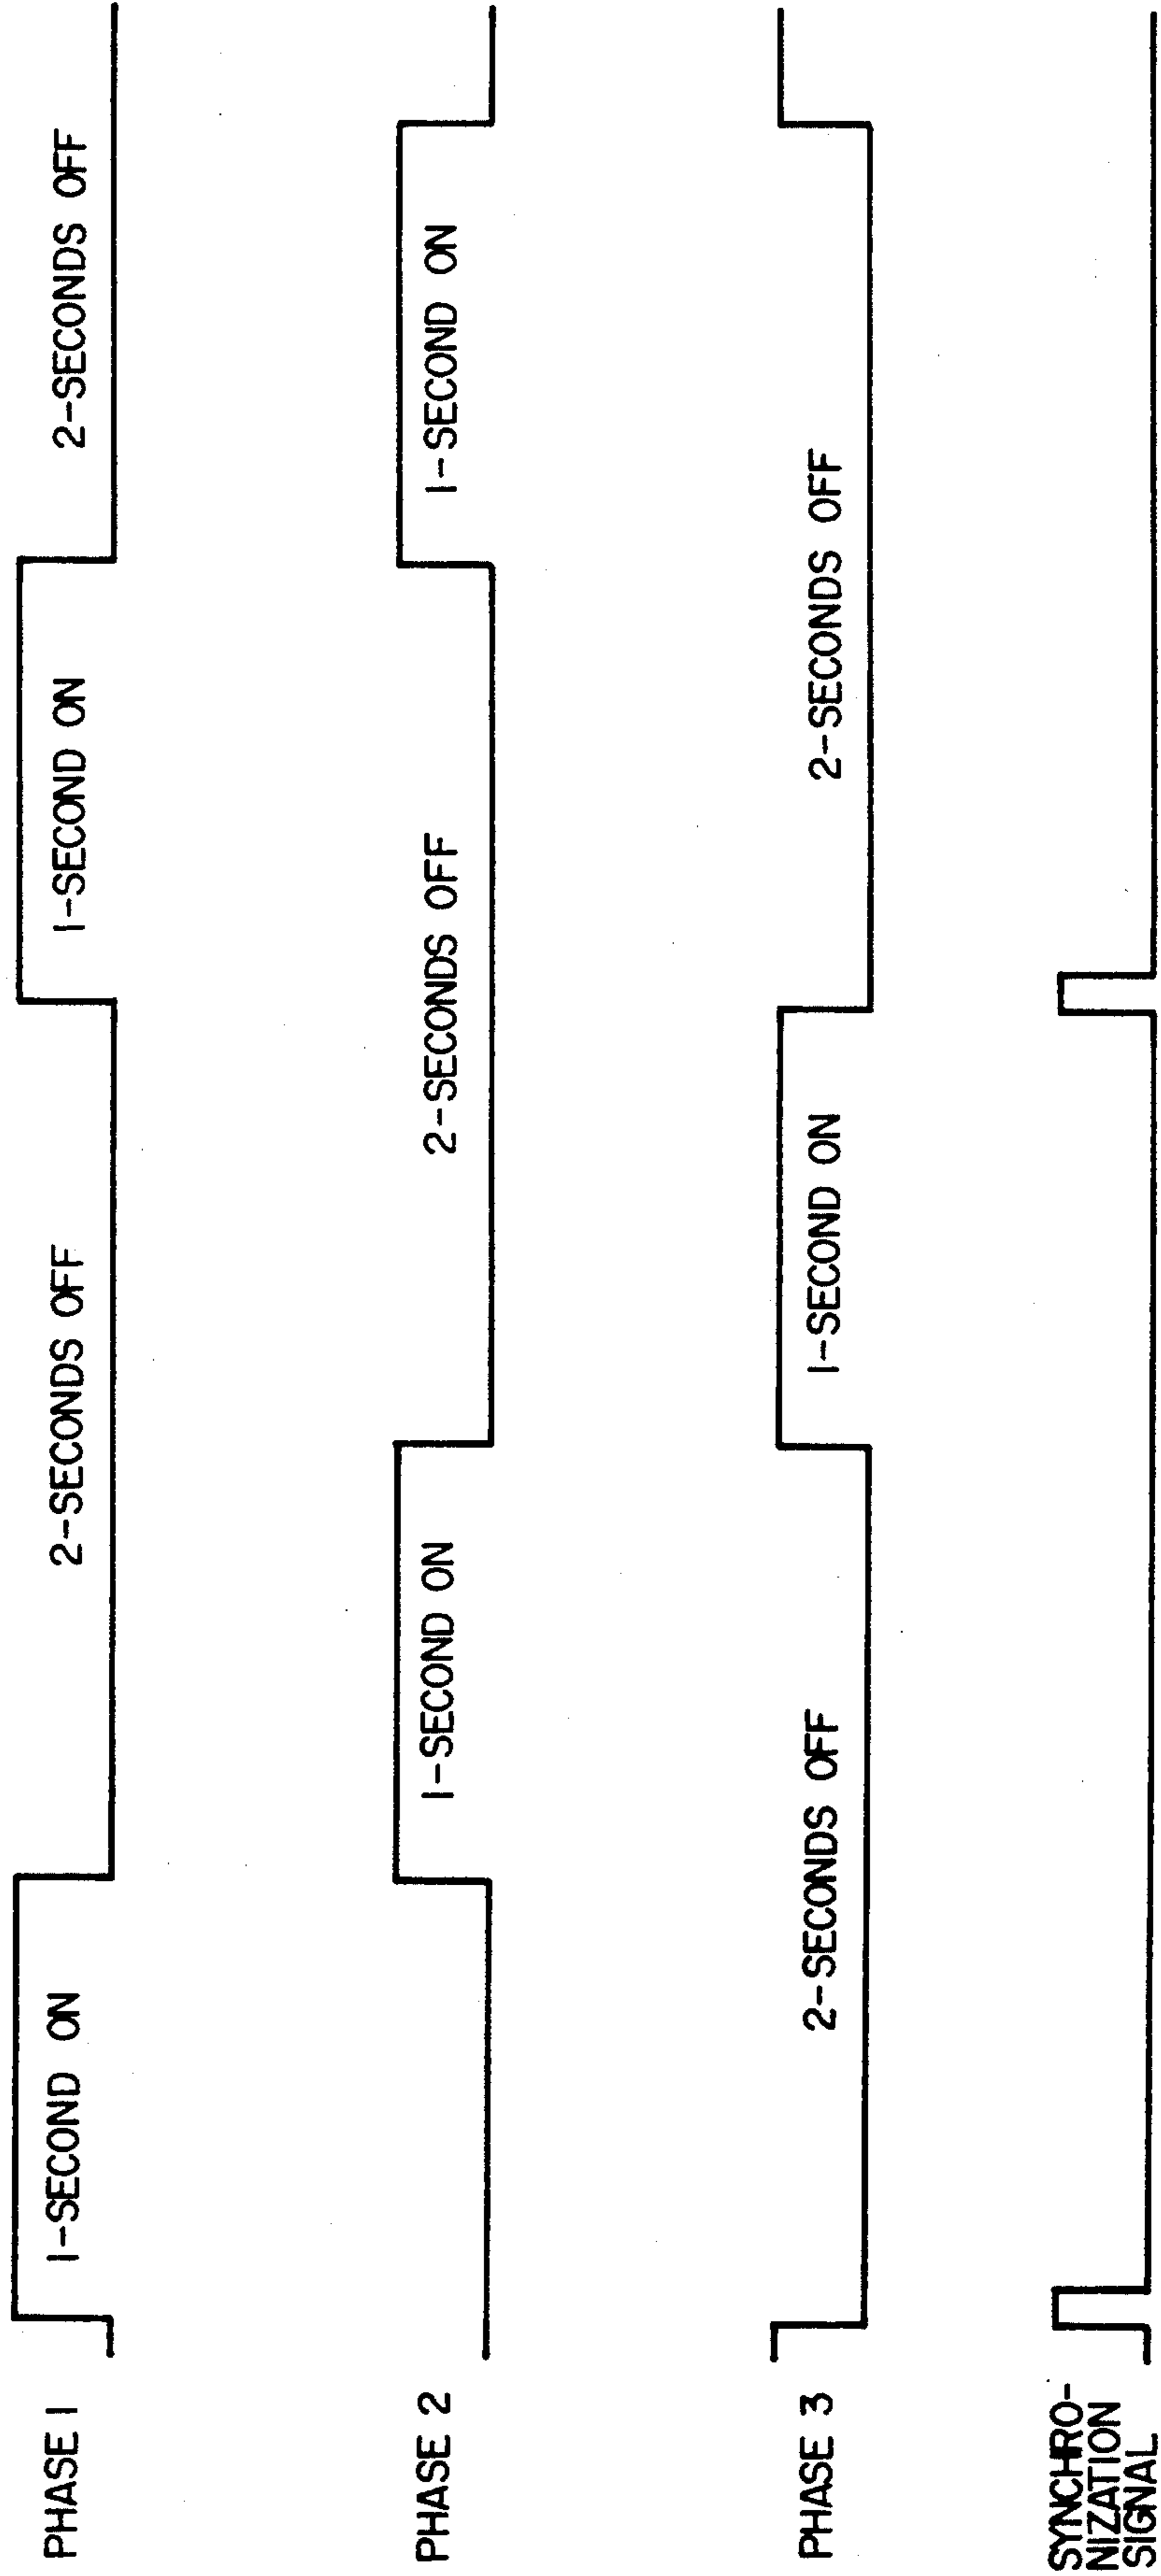 PHASE 1
1-SECOND ON
2-SECONDS OFF
1-SECOND ON
2-SECONDS OFF
PHASE 2
1-SECOND ON
2-SECONDS OFF
1-SECOND ON
PHASE 3
2-SECONDS OFF
1-SECOND ON
2-SECONDS OFF
SYNCHRO-
NIZATION
SIGNAL